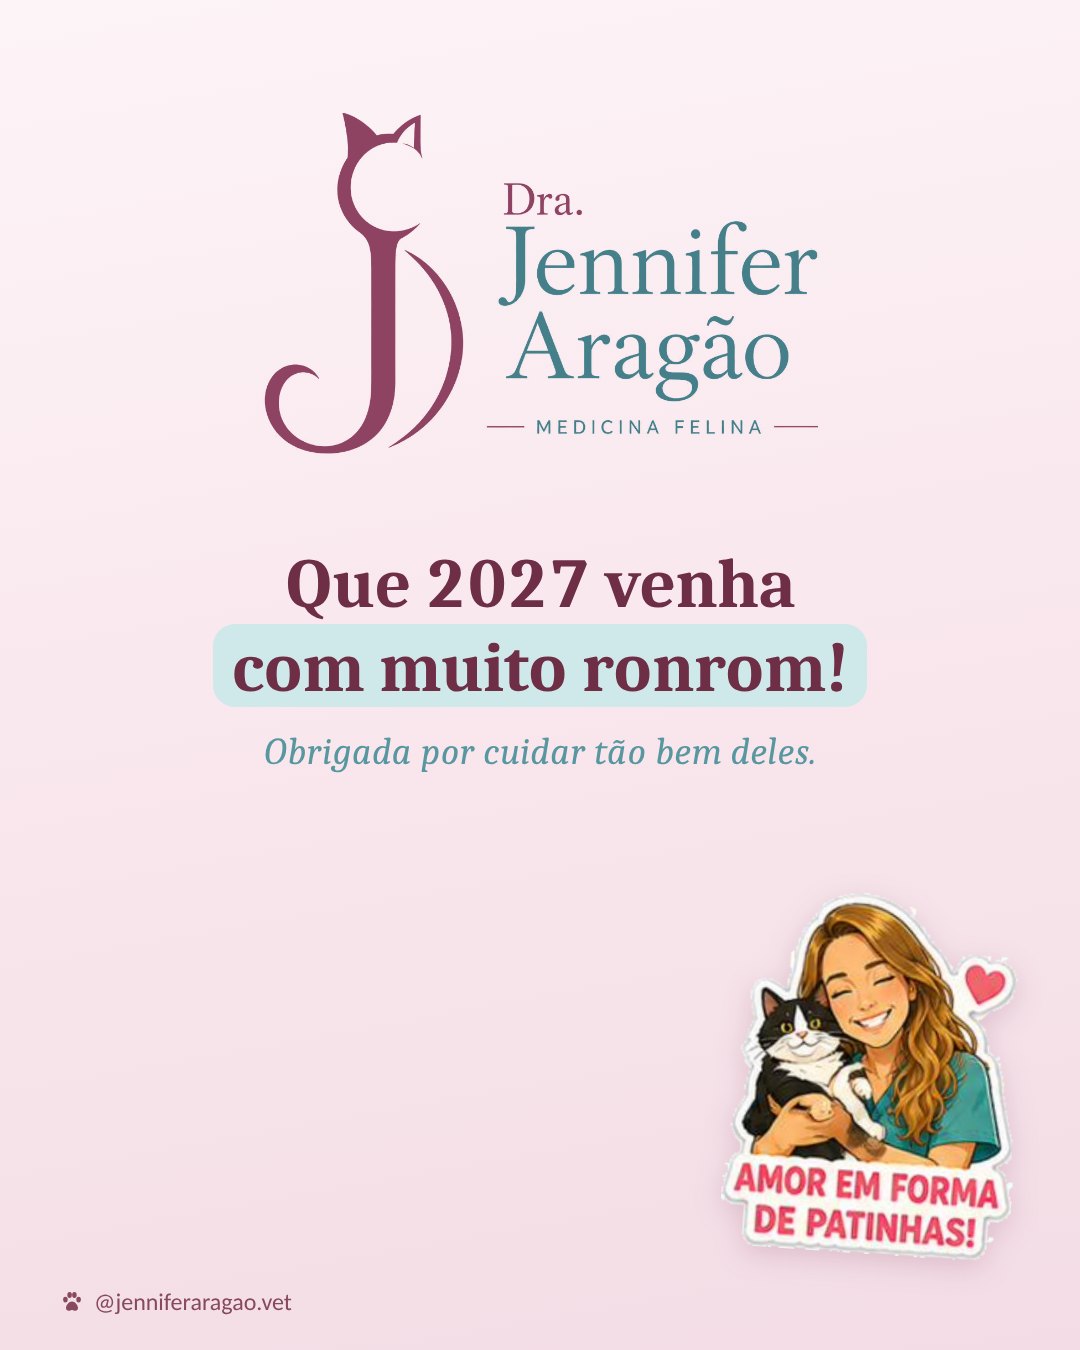 Dra.
Jennifer
Aragão
MEDICINA FELINA
Que 2027 venha
com muito ronrom!
Obrigada por cuidar tão bem deles.
AMOR EM FORMA
DE PATINHAS!
@jenniferaragao.vet